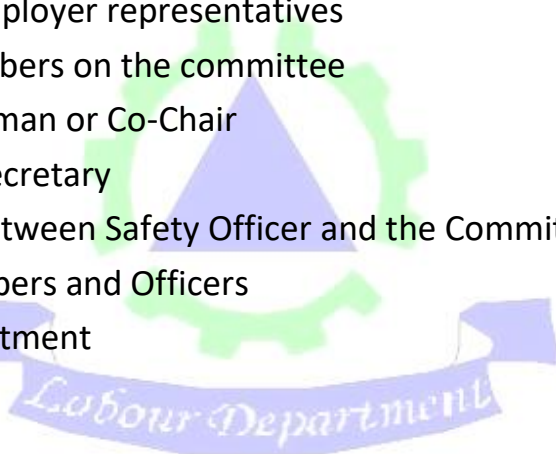 ployer representatives
bers on the committee
man or Co-Chair
ecretary
tween Safety Officer and the Commit
bers and Officers
tment
Labour Department